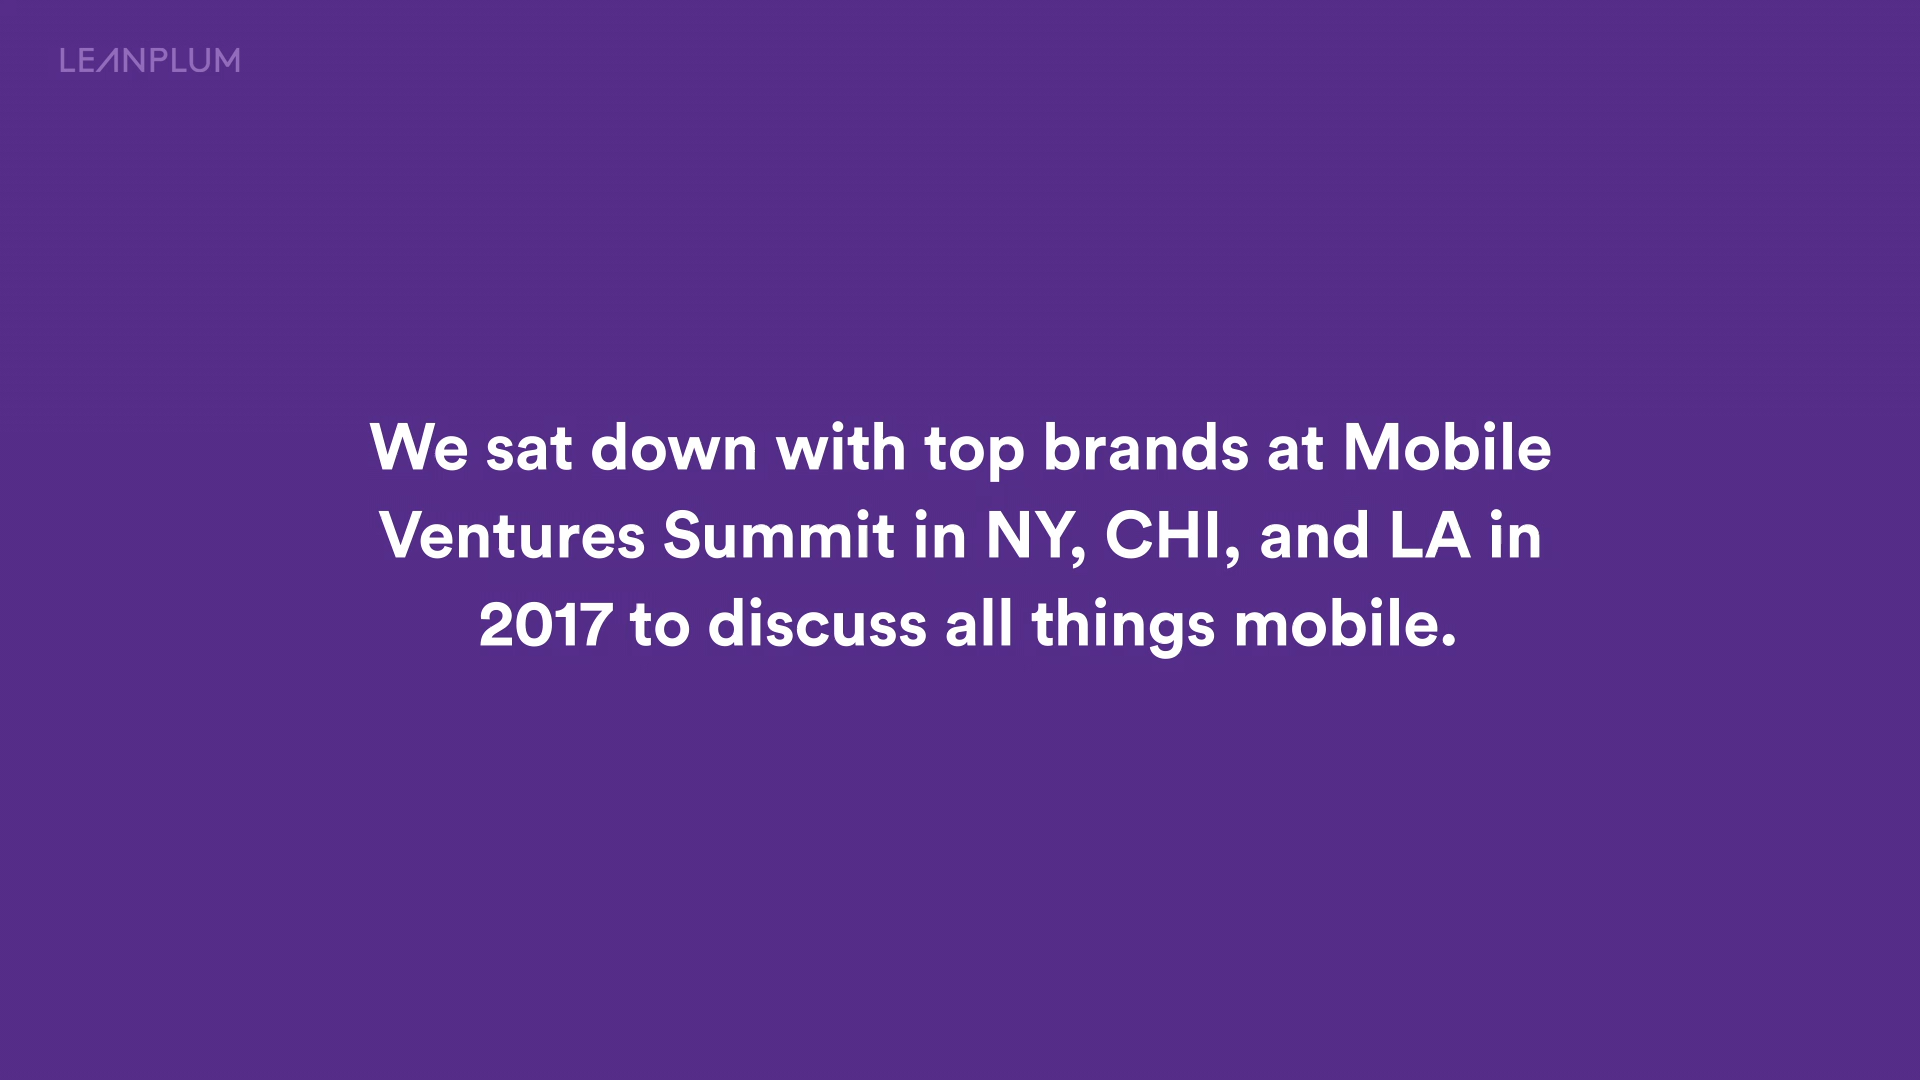 LEANPLUM
We sat down with top brands at Mobile
Ventures Summit in NY, CHI, and LA in
2017 to discuss all things mobile.